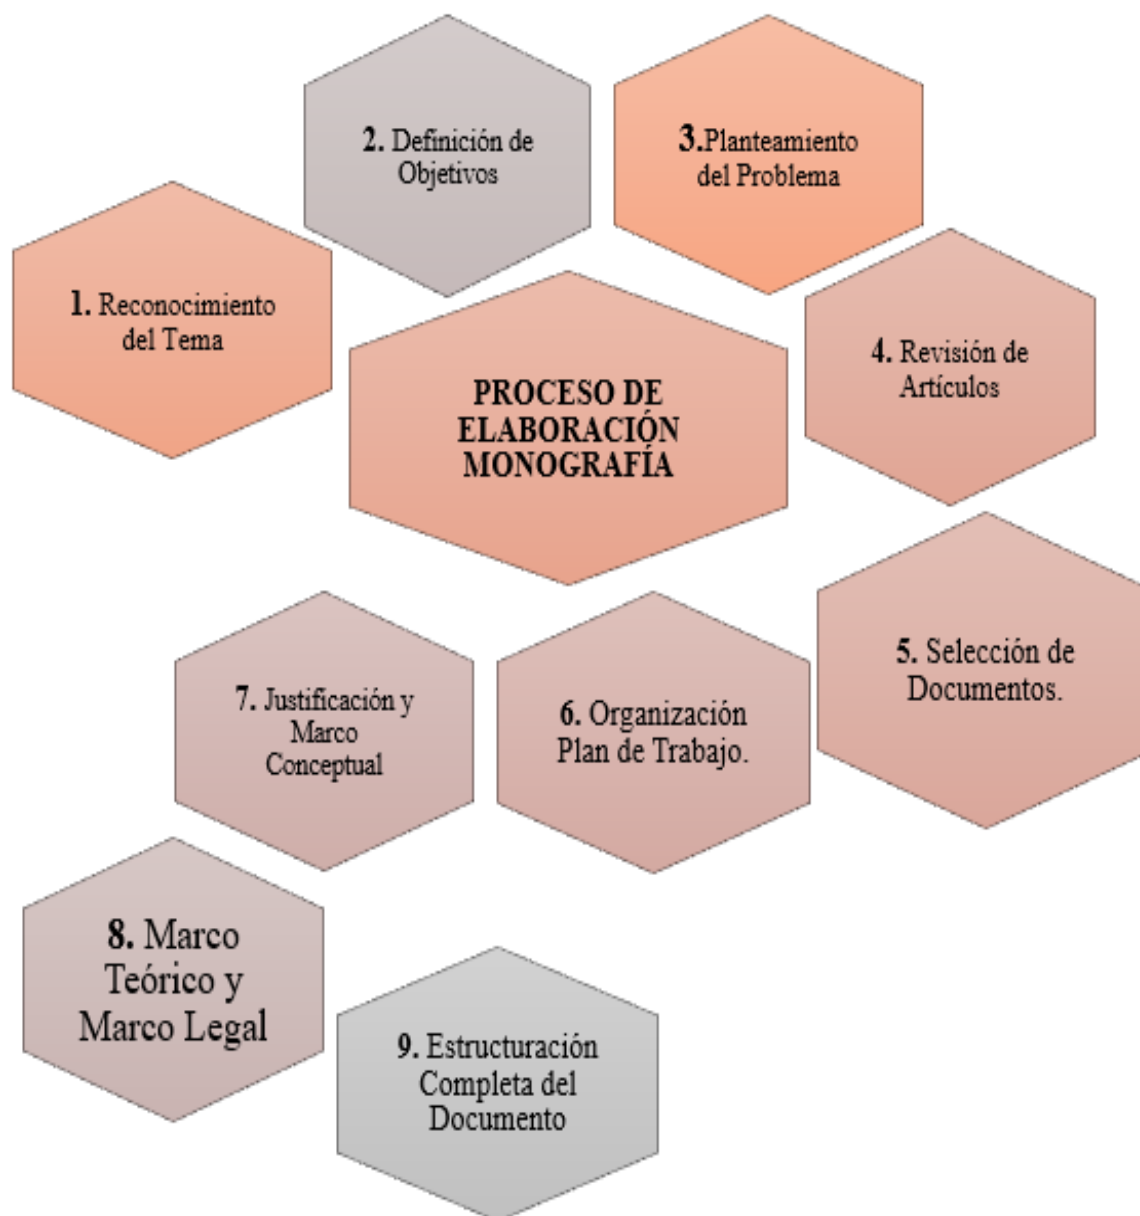 1. Reconocimiento
del Tema
2. Definición de
Objetivos
3.Planteamiento
del Problema
PROCESO DE
ELABORACIÓN
MONOGRAFÍA
4. Revisión de
Artículos
5. Selección de
Documentos.
6. Organización
Plan de Trabajo.
7. Justificación y
Marco
Conceptual
8. Marco
Teórico y
Marco Legal
9. Estructuración
Completa del
Documento